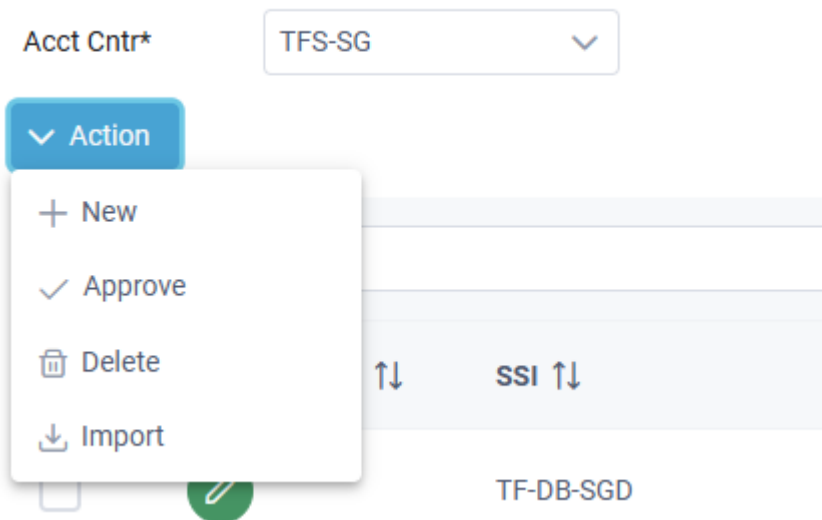 Acct Cntr* TFS-SG
Action
New
Approve
Delete
SSI
Import
TF-DB-SGD